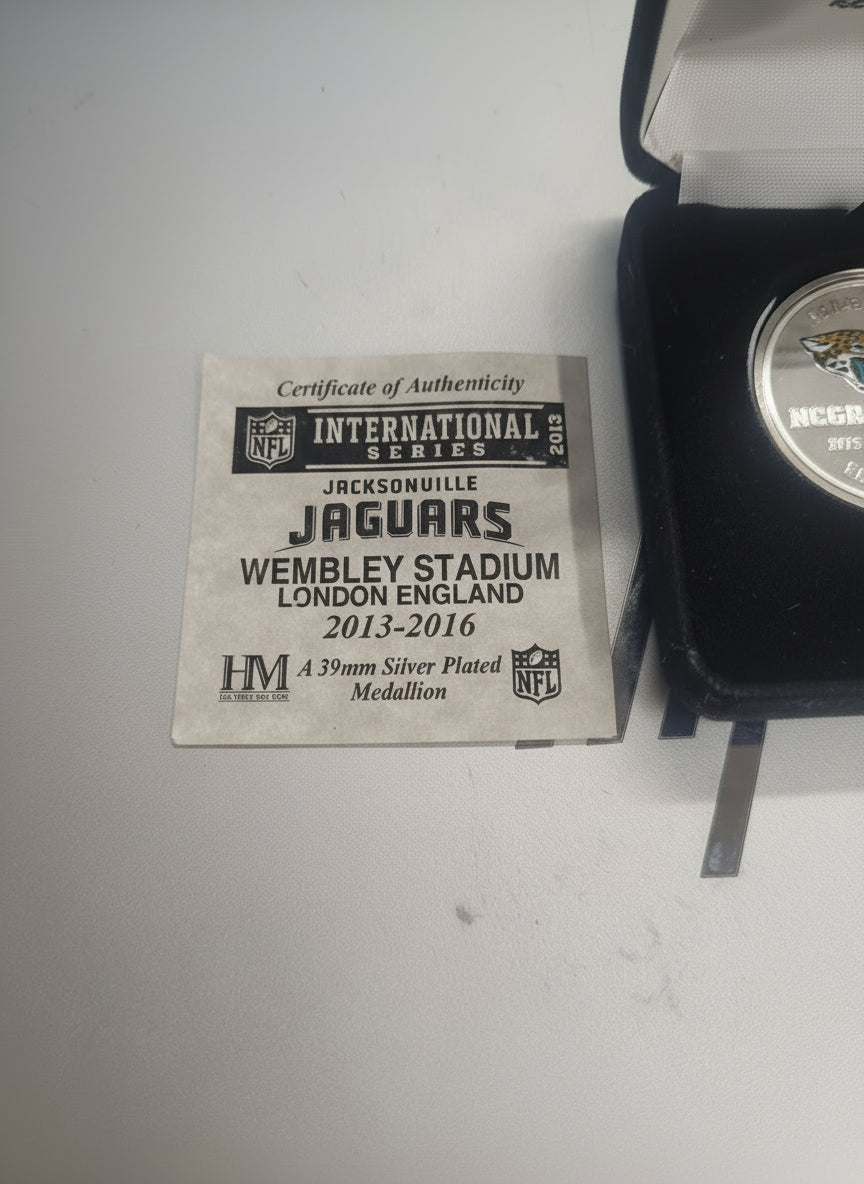 Certificate of Authenticity
NFL INTERNATIONAL
SERIES
2013
JACKSONVILLE
JAGUARS
WEMBLEY STADIUM
LONDON ENGLAND
2013-2016
HM A 39mm Silver Plated
Medallion NFL